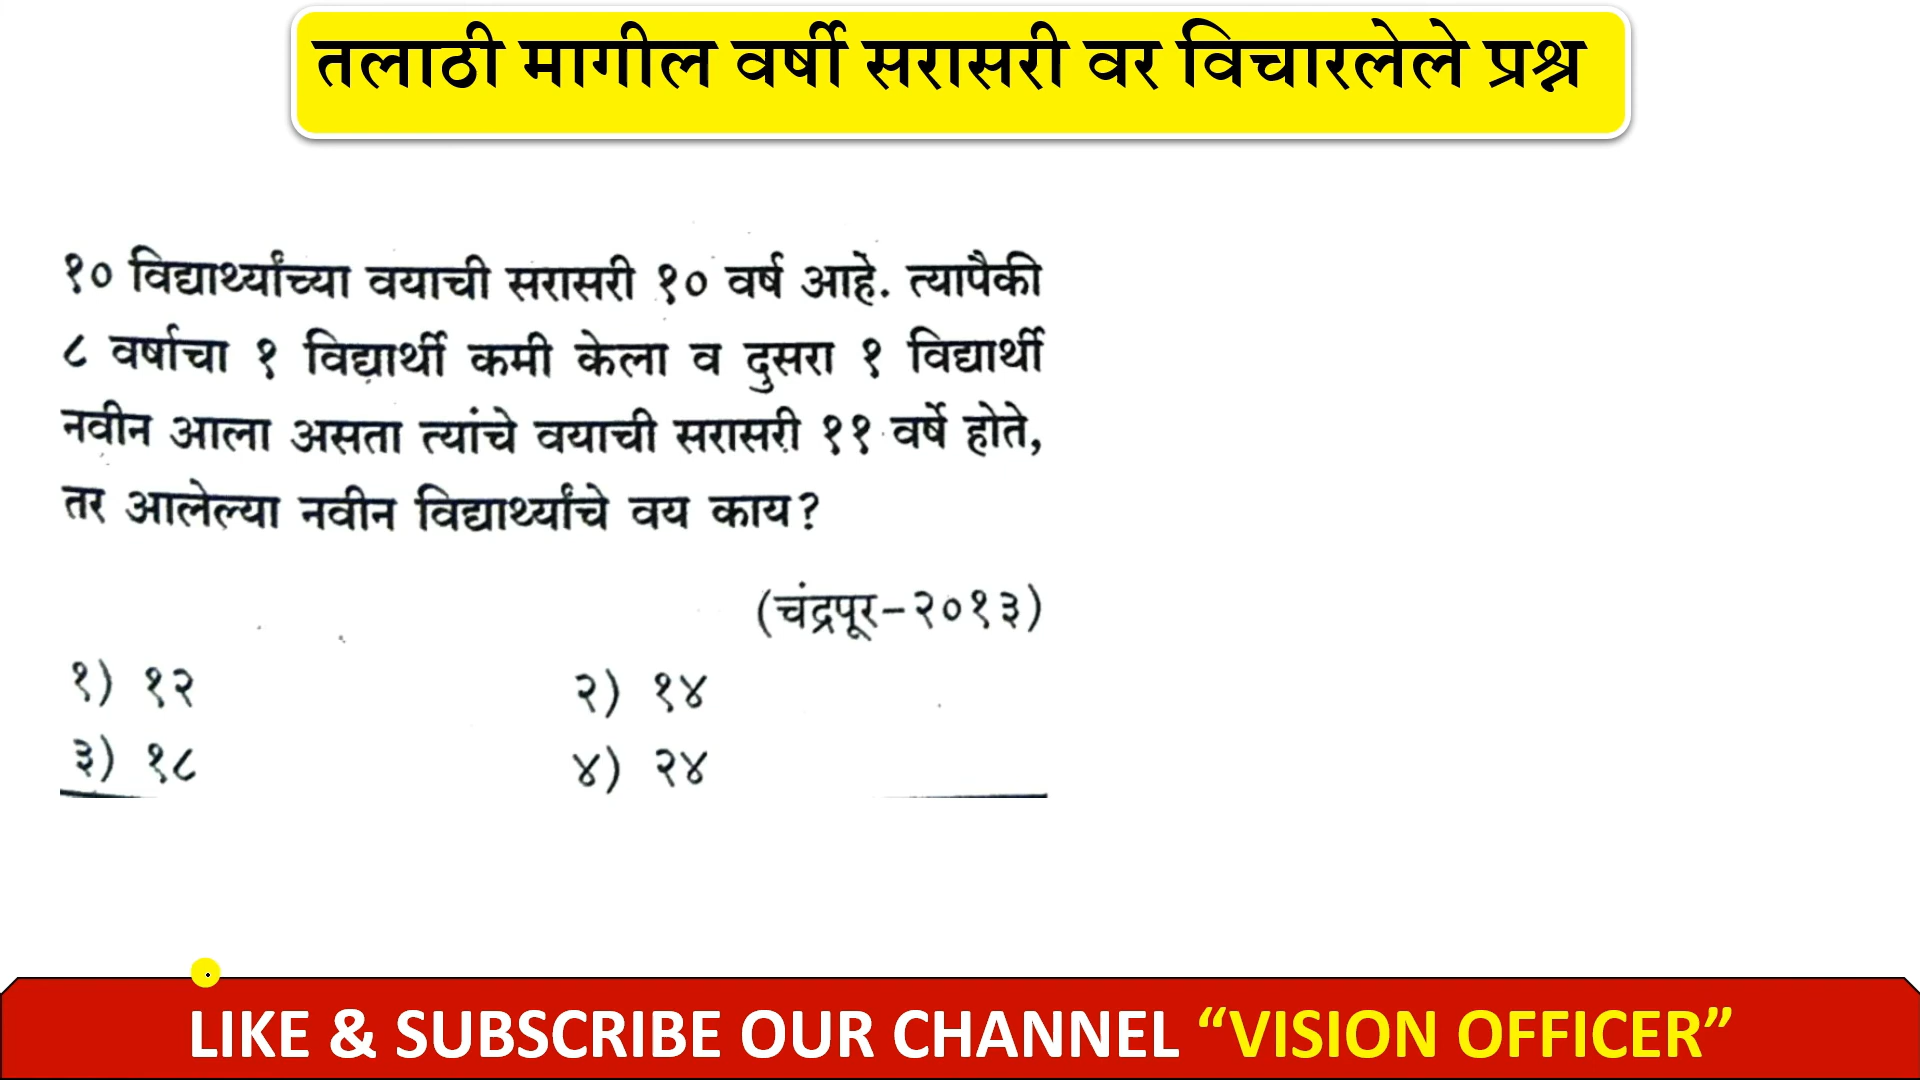 तलाठी मागील वर्षी सरासरी वर विचारलेले प्रश्न
१० विद्यार्थ्यांच्या वयाची सरासरी १० वर्ष आहे. त्यापैकी
८ वर्षाचा १ विद्यार्थी कमी केला व दुसरा १ विद्यार्थी
नवीन आला असता त्यांचे वयाची सरासरी ११ वर्षे होते,
तर आलेल्या नवीन विद्यार्थ्यांचे वय काय?
(चंद्रपूर-२०१३)
१) १२ २) १४
३) १८ ४) २४
LIKE & SUBSCRIBE OUR CHANNEL “VISION OFFICER”